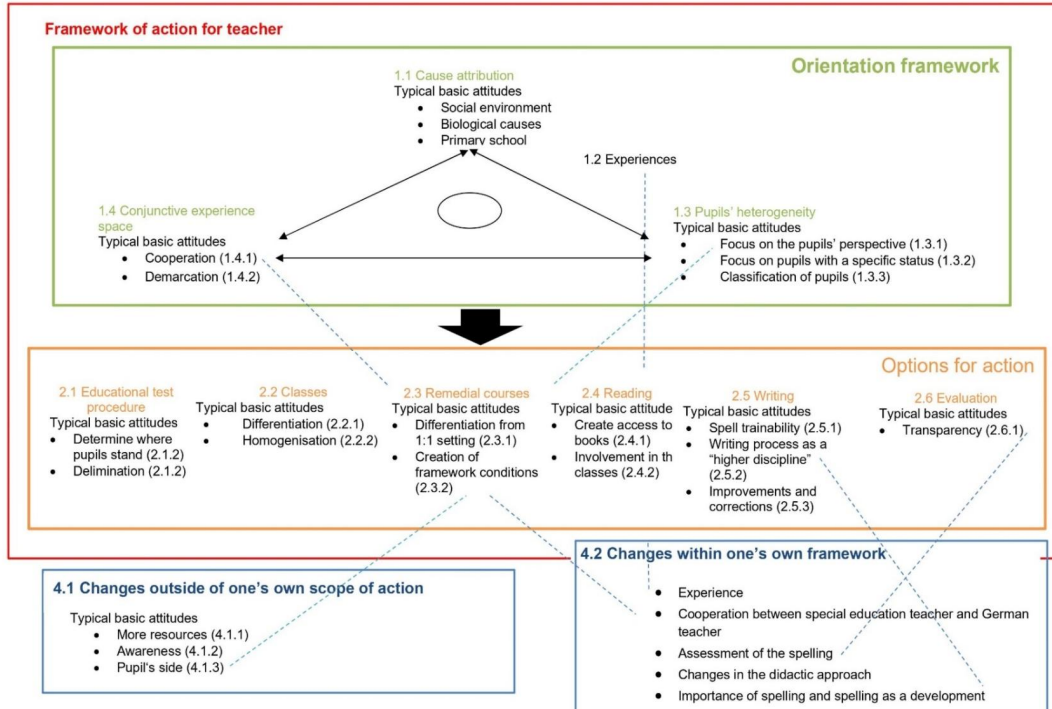 Framework of action for teacher
Orientation framework
1.1 Cause attribution
Typical basic attitudes
• Social environment
• Biological causes
• Primary school
1.2 Experiences
1.4 Conjunctive experience
space
Typical basic attitudes
• Cooperation (1.4.1)
• Demarcation (1.4.2)
1.3 Pupils' heterogeneity
Typical basic attitudes
• Focus on the pupils' perspective (1.3.1)
• Focus on pupils with a specific status (1.3.2)
• Classification of pupils (1.3.3)
Options for action
2.1 Educational test
procedure
Typical basic attitudes
• Determine where
pupils stand (2.1.2)
• Delimination (2.1.2)
2.2 Classes
Typical basic attitudes
• Differentiation (2.2.1)
• Homogenisation (2.2.2)
2.3 Remedial courses
Typical basic attitudes
• Differentiation from
1:1 setting (2.3.1)
• Creation of
framework conditions
(2.3.2)
2.4 Reading
Typical basic attitude
• Create access to
books (2.4.1)
• Involvement in th
classes (2.4.2)
2.5 Writing
Typical basic attitudes
• Spell trainability (2.5.1)
• Writing process as a
"higher discipline"
(2.5.2)
• Improvements and
corrections (2.5.3)
2.6 Evaluation
Typical basic attitudes
• Transparency (2.6.1)
4.1 Changes outside of one's own scope of action
Typical basic attitudes
• More resources (4.1.1)
• Awareness (4.1.2)
• Pupil's side (4.1.3)
4.2 Changes within one's own framework
• Experience
• Cooperation between special education teacher and German
teacher
• Assessment of the spelling
• Changes in the didactic approach
• Importance of spelling and spelling as a development